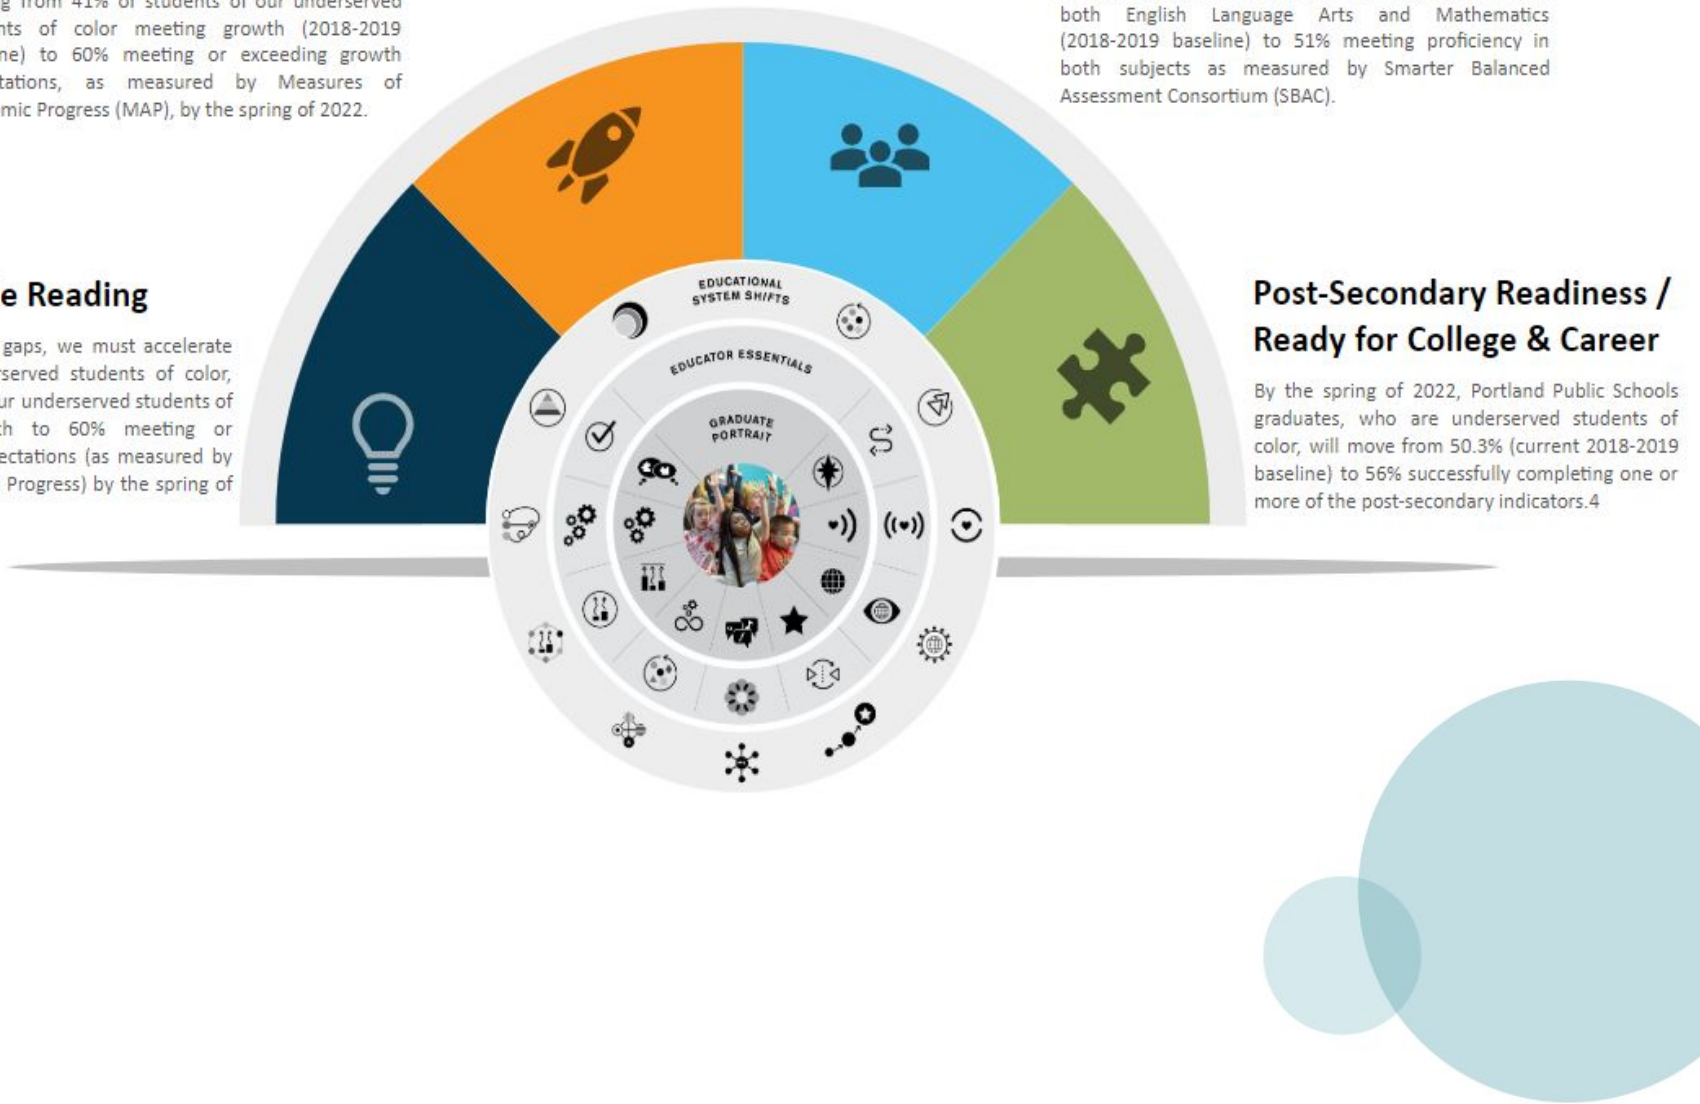 g from 41% of students of our underserved
nts of color meeting growth (2018-2019
ne) to 60% meeting or exceeding growth
tations, as measured by Measures of
mic Progress (MAP), by the spring of 2022.
both English Language Arts and Mathematics
(2018-2019 baseline) to 51% meeting proficiency in
both subjects as measured by Smarter Balanced
Assessment Consortium (SBAC).
e Reading
gaps, we must accelerate
rserved students of color,
ur underserved students of
th to 60% meeting or
ectations (as measured by
Progress) by the spring of
EDUCATIONAL
SYSTEM SHIFTS
EDUCATOR ESSENTIALS
GRADUATE
PORTRAIT
Post-Secondary Readiness /
Ready for College & Career
By the spring of 2022, Portland Public Schools
graduates, who are underserved students of
color, will move from 50.3% (current 2018-2019
baseline) to 56% successfully completing one or
more of the post-secondary indicators.4